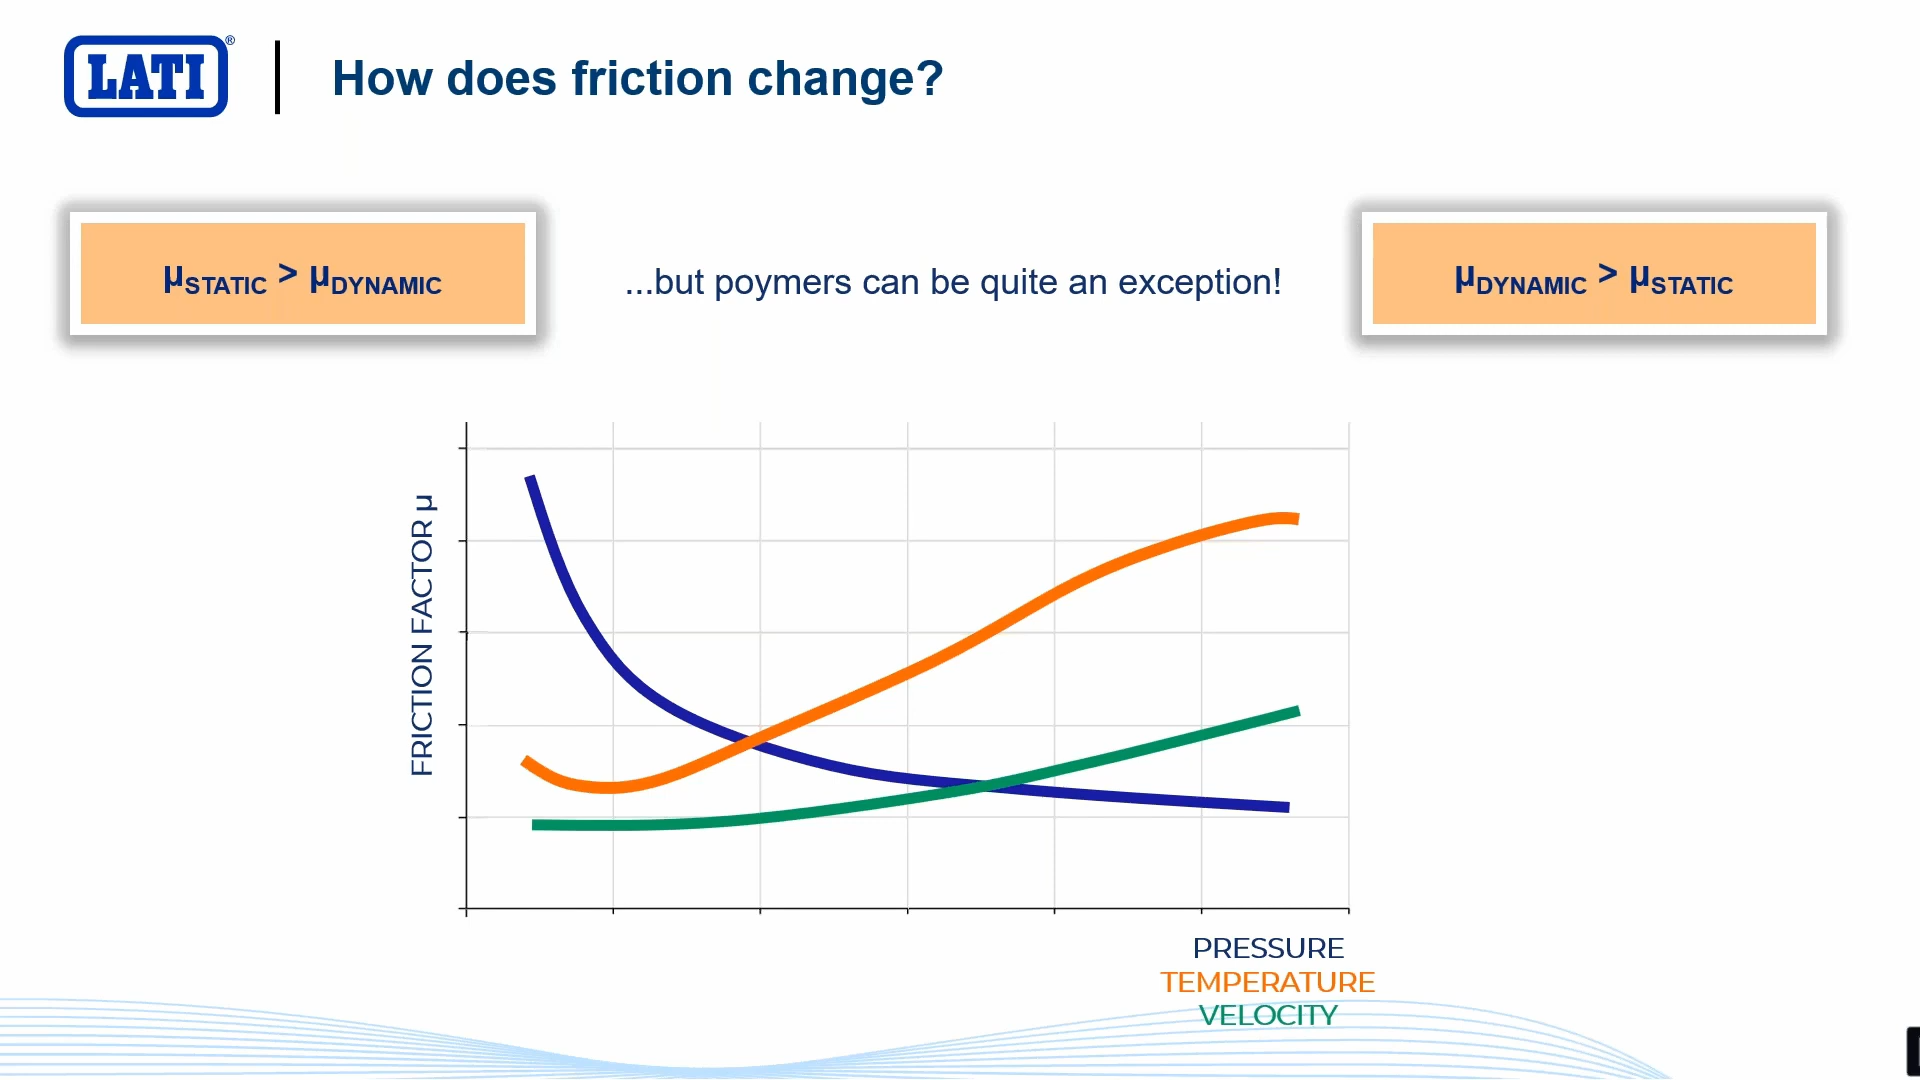 LATI®
How does friction change?
μSTATIC > μDYNAMIC
...but poymers can be quite an exception!
μDYNAMIC > μSTATIC
FRICTION FACTOR μ
PRESSURE
TEMPERATURE
VELOCITY